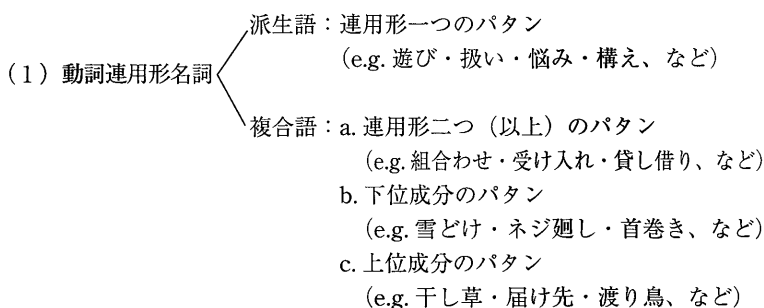 派生語：連用形一つのパタン
(e.g. 遊び・扱い・悩み・構え、など)
(1) 動詞連用形名詞
複合語：a. 連用形二つ（以上）のパタン
(e.g. 組合わせ・受け入れ・貸し借り、など)
b. 下位成分のパタン
(e.g. 雪どけ・ネジ廻し・首巻き、など)
c. 上位成分のパタン
(e.g. 干し草・届け先・渡り鳥、など)